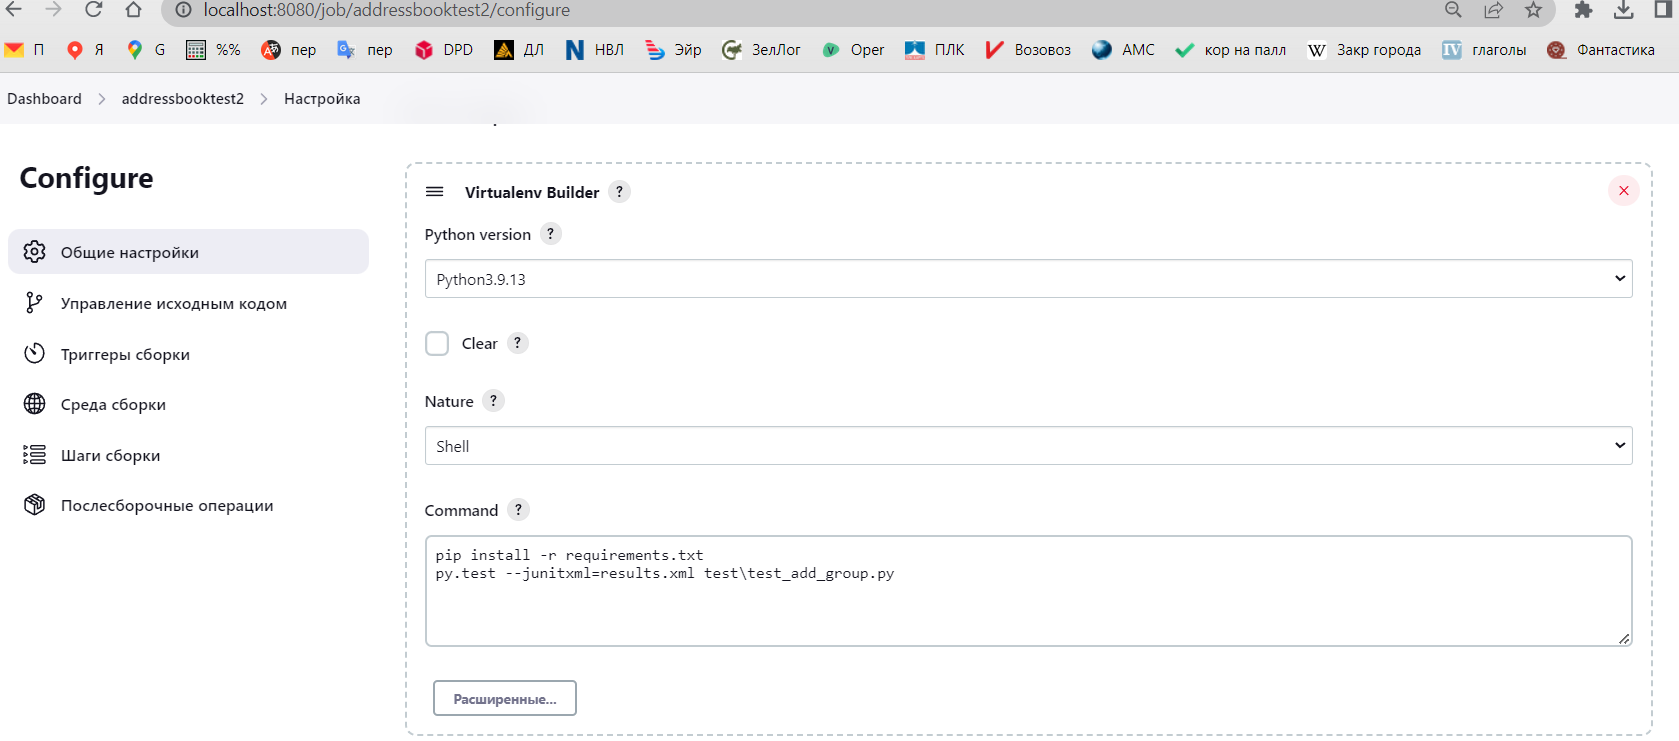 localhost:8080/job/addressbooktest2/configure
П Я G %% пер пер DPD ДЛ НВЛ Эйр ЗелЛог Oper ПЛК Возовоз АМС кор на палл W Закр города IV глаголы Фантастика
Dashboard > addressbooktest2 > Настройка
Configure
Общие настройки
Управление исходным кодом
Триггеры сборки
Среда сборки
Шаги сборки
Послесборочные операции
Virtualenv Builder ?
Python version ?
Python3.9.13
Clear ?
Nature ?
Shell
Command ?
pip install -r requirements.txt
py.test --junitxml=results.xml test\test_add_group.py
Расширенные...